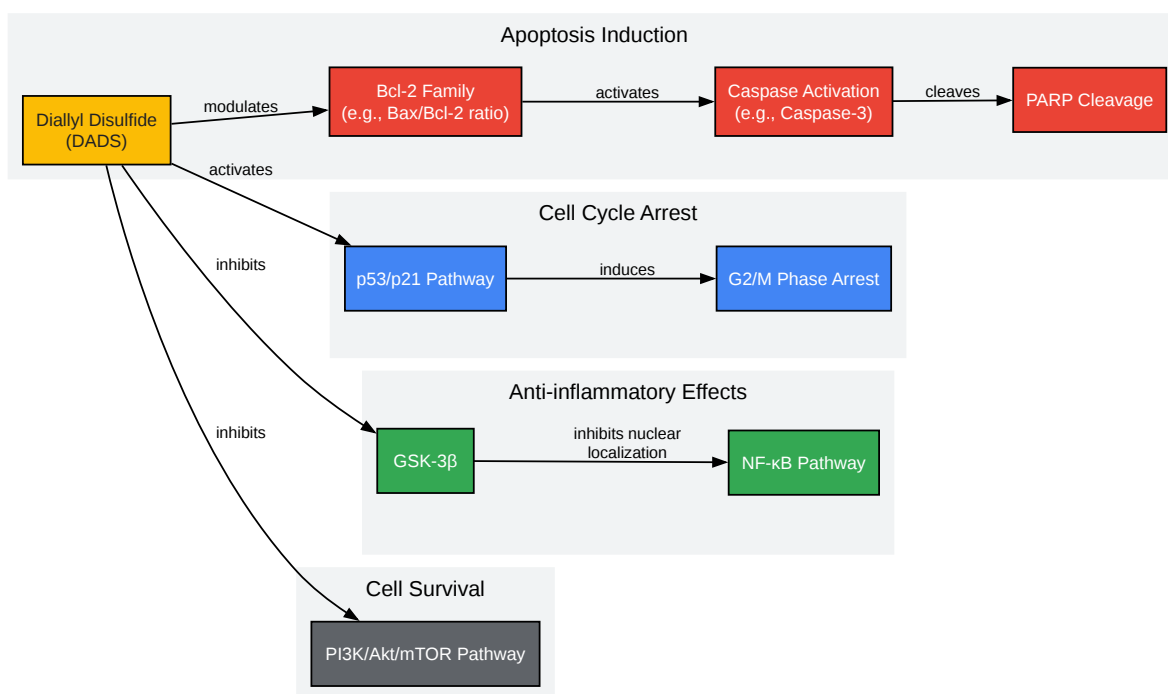 Apoptosis Induction
Diallyl Disulfide
(DADS)
modulates
Bcl-2 Family
(e.g., Bax/Bcl-2 ratio)
activates
Caspase Activation
(e.g., Caspase-3)
cleaves
PARP Cleavage
activates
Cell Cycle Arrest
p53/p21 Pathway
induces
G2/M Phase Arrest
inhibits
Anti-inflammatory Effects
GSK-3β
inhibits nuclear
localization
NF-κB Pathway
inhibits
Cell Survival
PI3K/Akt/mTOR Pathway